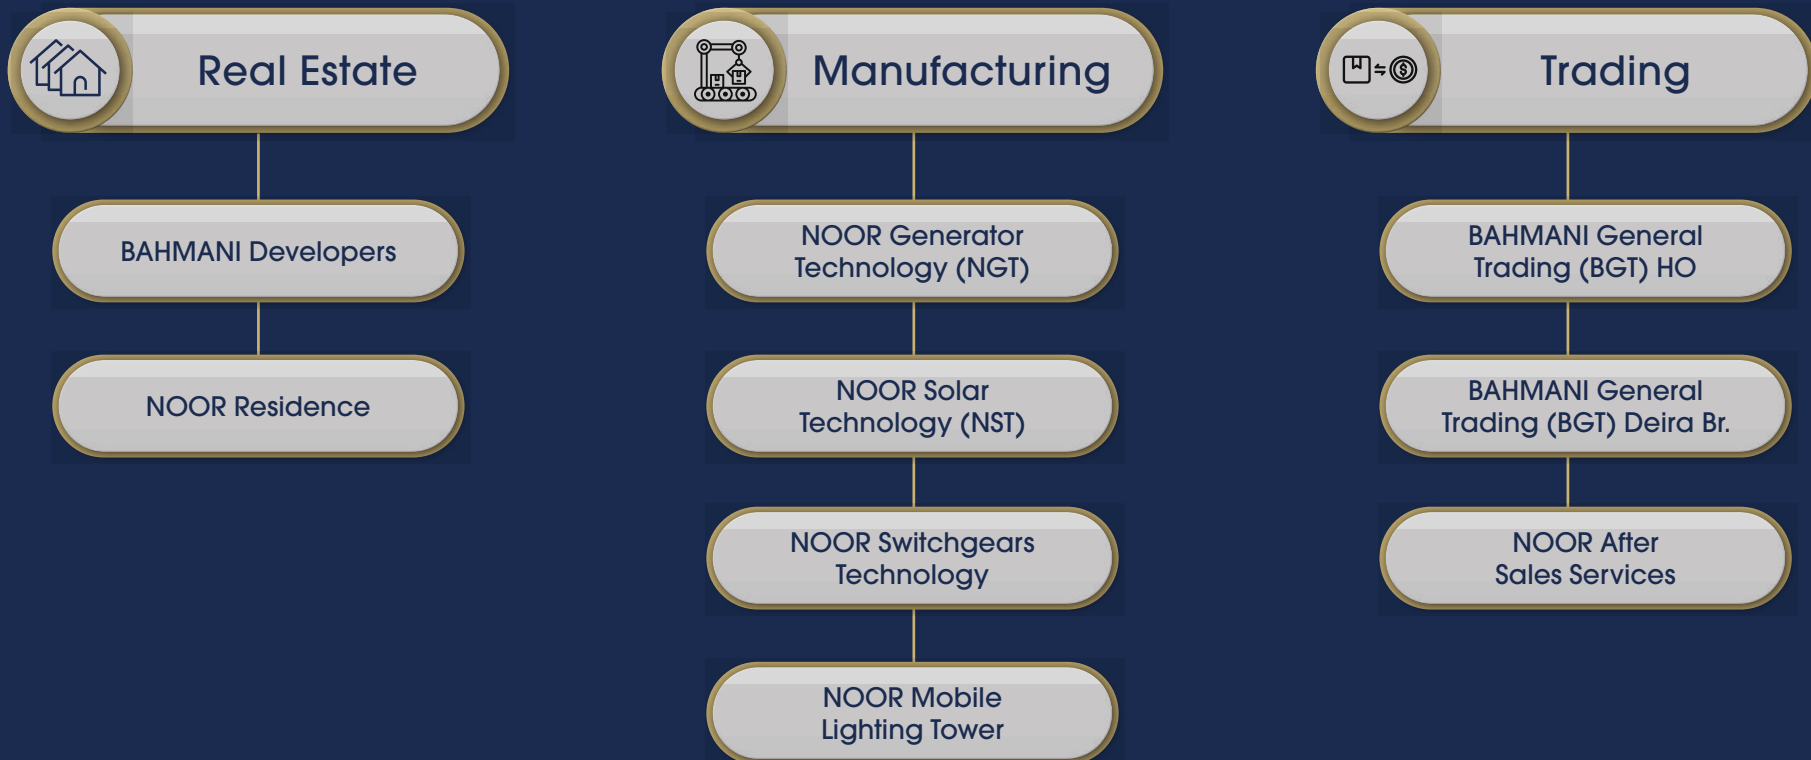 Real Estate
BAHMANI Developers
NOOR Residence
Manufacturing
NOOR Generator
Technology (NGT)
NOOR Solar
Technology (NST)
NOOR Switchgears
Technology
NOOR Mobile
Lighting Tower
Trading
BAHMANI General
Trading (BGT) HO
BAHMANI General
Trading (BGT) Deira Br.
NOOR After
Sales Services